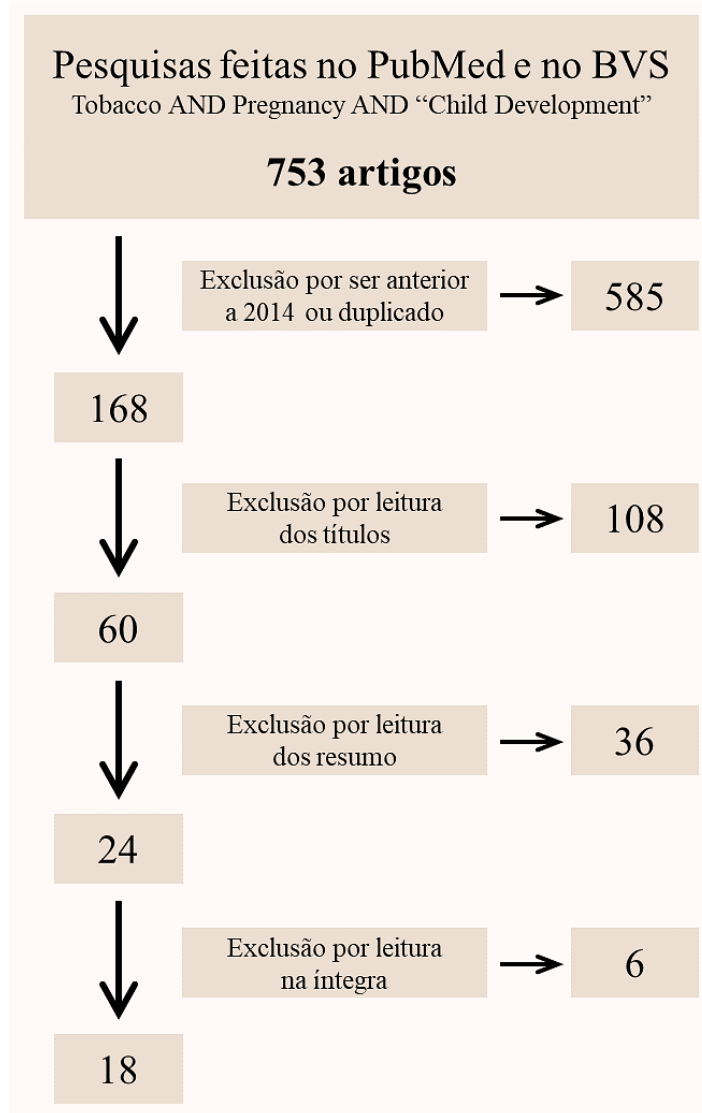 Pesquisas feitas no PubMed e no BVS
Tobacco AND Pregnancy AND “Child Development”
753 artigos
Exclusão por ser anterior
a 2014 ou duplicado
585
168
Exclusão por leitura
dos títulos
108
60
Exclusão por leitura
dos resumo
36
24
Exclusão por leitura
na íntegra
6
18